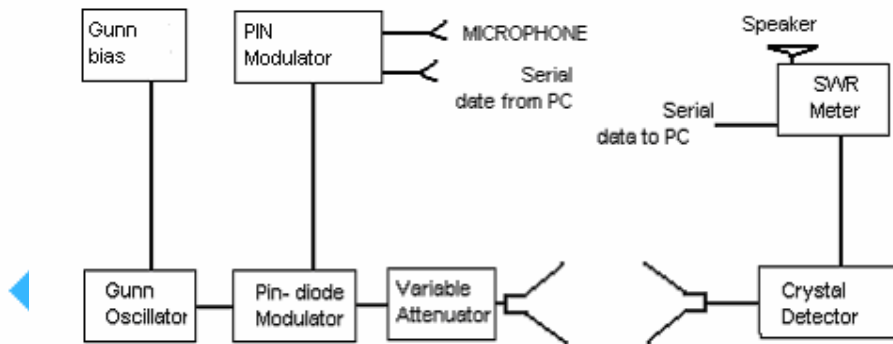 Gunn
bias
PIN
Modulator
MICROPHONE
Serial
date from PC
Speaker
SWR
Meter
Serial
data to PC
Gunn
Oscillator
Pin- diode
Modulator
Variable
Attenuator
Crystal
Detector